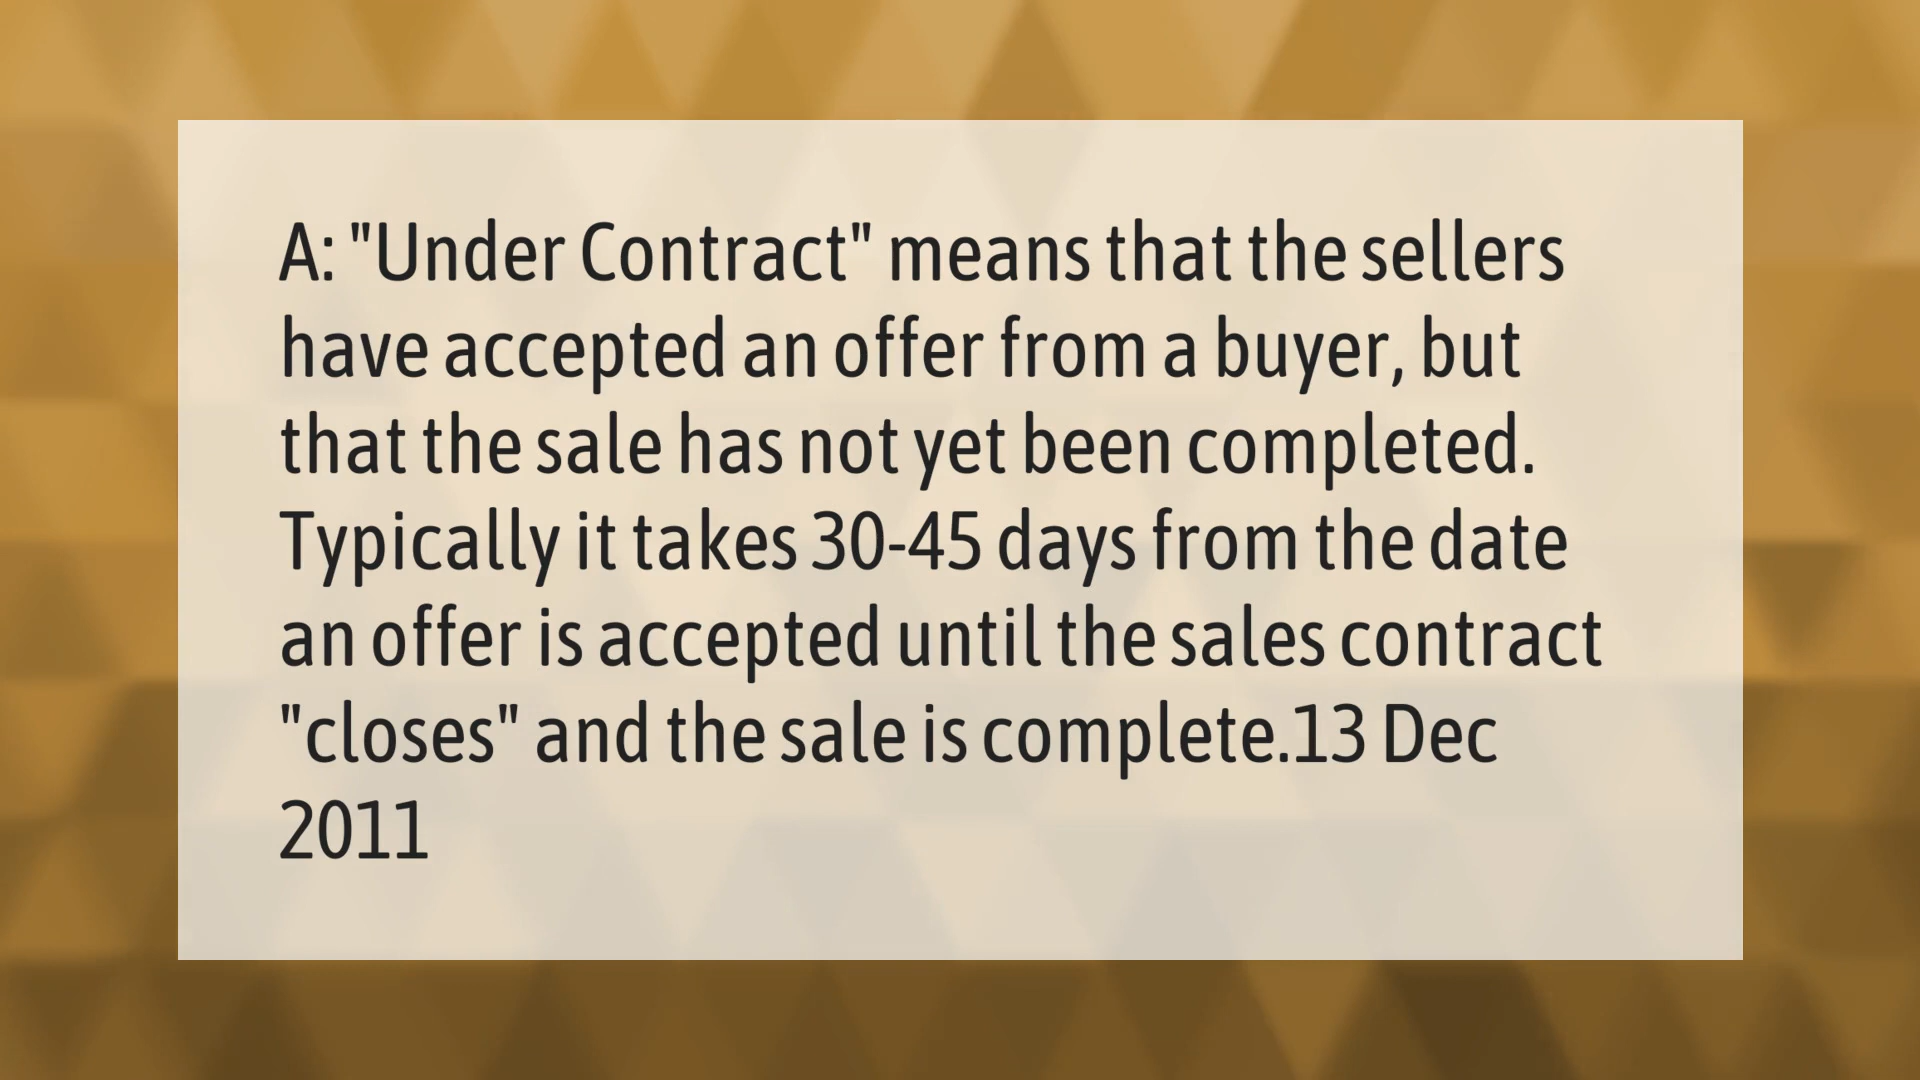 A: "Under Contract" means that the sellers
have accepted an offer from a buyer, but
that the sale has not yet been completed.
Typically it takes 30-45 days from the date
an offer is accepted until the sales contract
"closes" and the sale is complete.13 Dec
2011